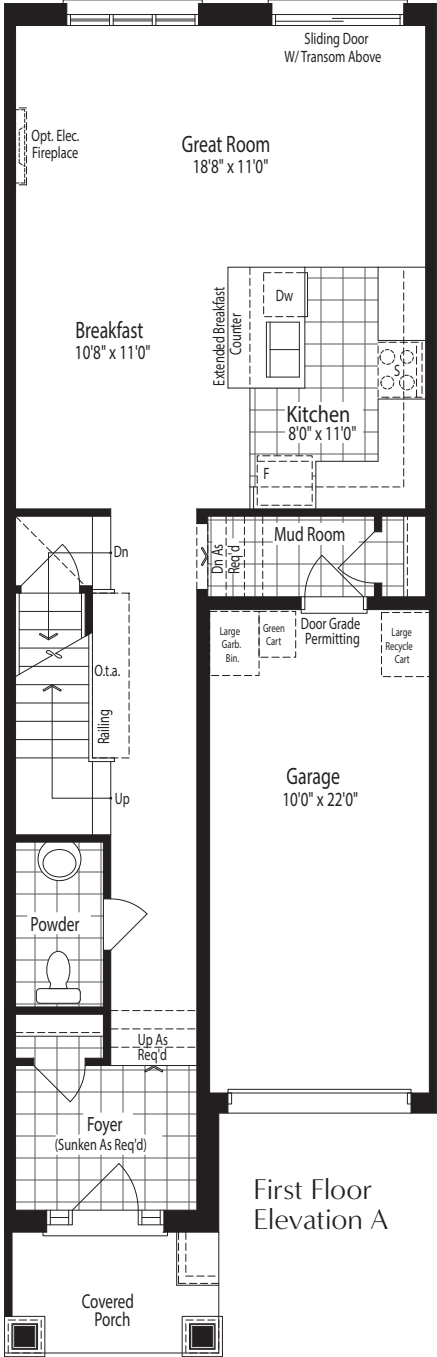 Sliding Door
W/ Transom Above
Opt. Elec.
Fireplace
Great Room
18'8" x 11'0"
Breakfast
10'8" x 11'0"
Extended Breakfast
Counter
Dw
S
Kitchen
8'0" x 11'0"
F
Dn
Dn As
Req'd
Mud Room
Large
Garb.
Bin.
Green
Cart
Door Grade
Permitting
Large
Recycle
Cart
O.t.a.
Railing
Up
Garage
10'0" x 22'0"
Powder
Up As
Req'd
Foyer
(Sunken As Req'd)
First Floor
Elevation A
Covered
Porch